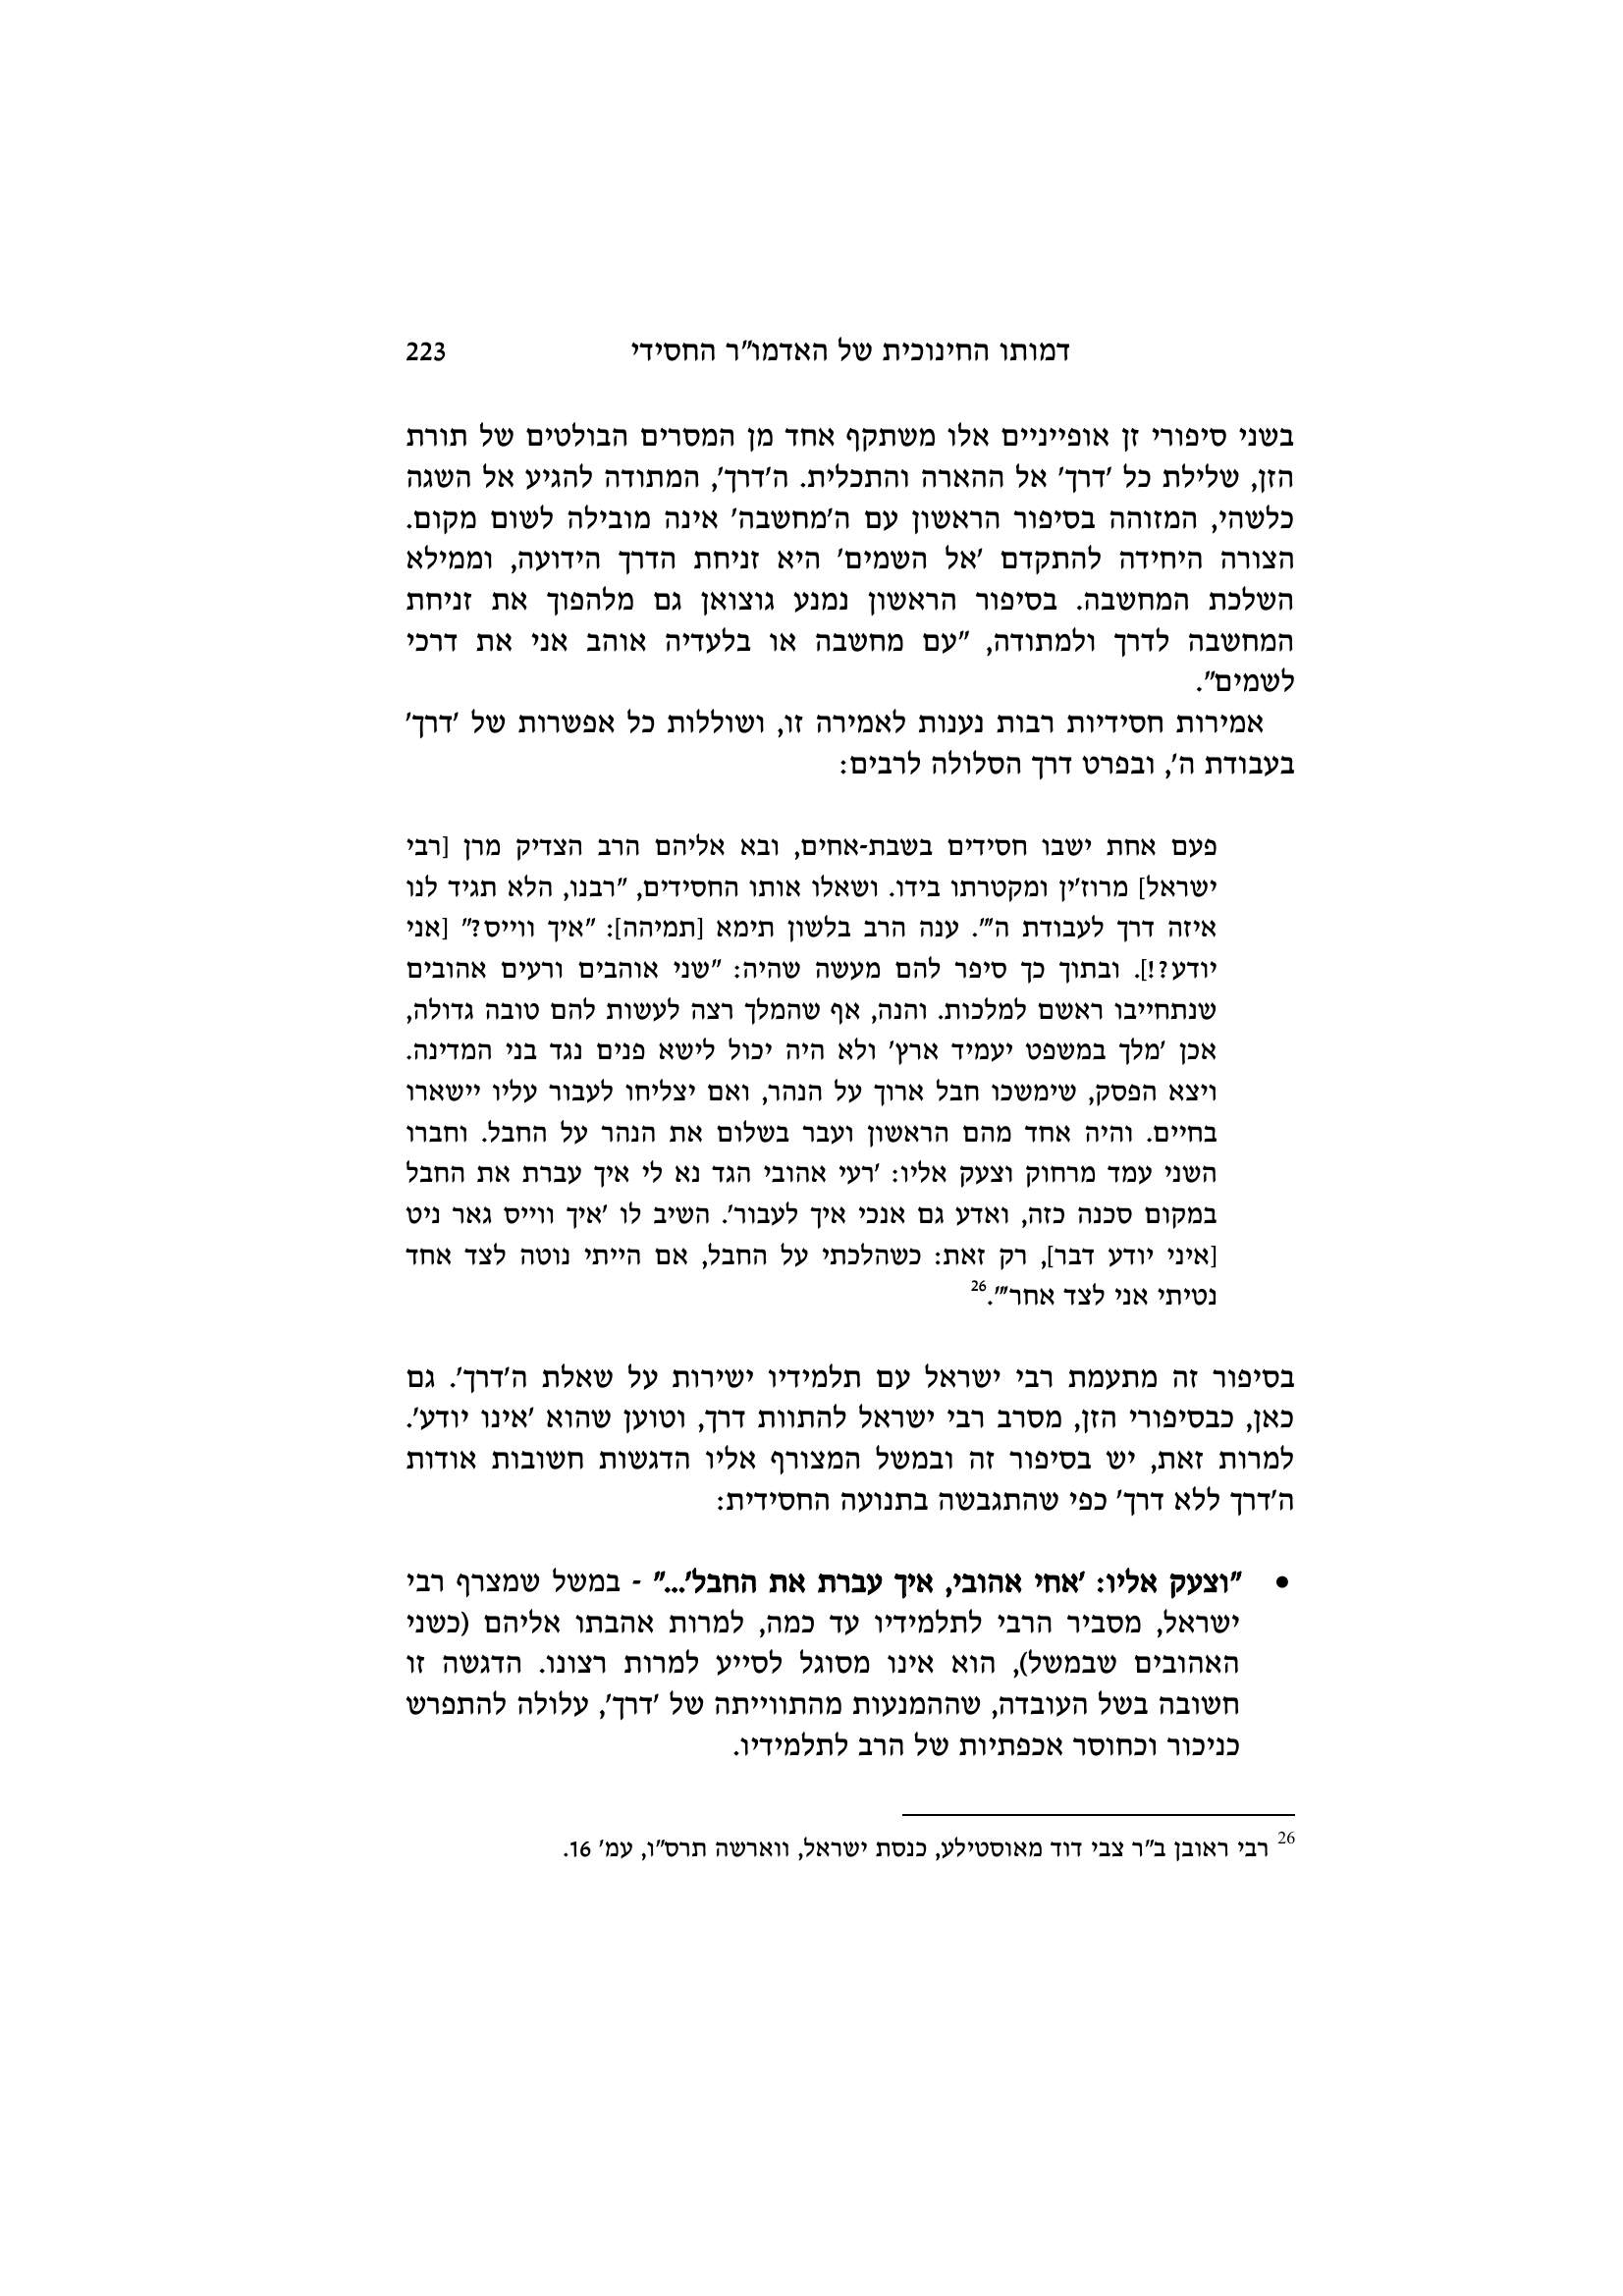 דמותו החינוכית של האדמו"ר החסידי 223
בשני סיפורי זן אופייניים אלו משתקף אחד מן המסרים הבולטים של תורת
הזן, שלילת כל 'דרך' אל ההארה והתכלית. ה'דרך', המתודה להגיע אל השגה
כלשהי, המזוהה בסיפור הראשון עם ה'מחשבה' אינה מובילה לשום מקום.
הצורה היחידה להתקדם 'אל השמים' היא זניחת הדרך הידועה, וממילא
השלכת המחשבה. בסיפור הראשון נמנע גוצואן גם מלהפוך את זניחת
המחשבה לדרך ולמתודה, "עם מחשבה או בלעדיה אוהב אני את דרכי
לשמים".
אמירות חסידיות רבות נענות לאמירה זו, ושוללות כל אפשרות של 'דרך'
בעבודת ה', ובפרט דרך הסלולה לרבים:
פעם אחת ישבו חסידים בשבת-אחים, ובא אליהם הרב הצדיק מרן [רבי
ישראל] מרוז'ין ומקטרתו בידו. ושאלו אותו החסידים, "רבנו, הלא תגיד לנו
איזה דרך לעבודת ה'". ענה הרב בלשון תימא [תמיהה]: "איך ווייס?" [אני
יודע?!]. ובתוך כך סיפר להם מעשה שהיה: "שני אוהבים ורעים אהובים
שנתחייבו ראשם למלכות. והנה, אף שהמלך רצה לעשות להם טובה גדולה,
אכן 'מלך במשפט יעמיד ארץ' ולא היה יכול לישא פנים נגד בני המדינה.
ויצא הפסק, שימשכו חבל ארוך על הנהר, ואם יצליחו לעבור עליו יישארו
בחיים. והיה אחד מהם הראשון ועבר בשלום את הנהר על החבל. וחברו
השני עמד מרחוק וצעק אליו: 'רעי אהובי הגד נא לי איך עברת את החבל
במקום סכנה כזה, ואדע גם אנכי איך לעבור'. השיב לו 'איך ווייס גאר ניט
[איני יודע דבר], רק זאת: כשהלכתי על החבל, אם הייתי נוטה לצד אחד
נטיתי אני לצד אחר'".26
בסיפור זה מתעמת רבי ישראל עם תלמידיו ישירות על שאלת ה'דרך'. גם
כאן, כבסיפורי הזן, מסרב רבי ישראל להתוות דרך, וטוען שהוא 'אינו יודע'.
למרות זאת, יש בסיפור זה ובמשל המצורף אליו הדגשות חשובות אודות
ה'דרך ללא דרך' כפי שהתגבשה בתנועה החסידית:
• "וצעק אליו: 'אחי אהובי, איך עברת את החבל'..." - במשל שמצרף רבי
ישראל, מסביר הרבי לתלמידיו עד כמה, למרות אהבתו אליהם (כשני
האהובים שבמשל), הוא אינו מסוגל לסייע למרות רצונו. הדגשה זו
חשובה בשל העובדה, שההמנעות מהתווייתה של 'דרך', עלולה להתפרש
כניכור וכחוסר אכפתיות של הרב לתלמידיו.
26 רבי ראובן ב"ר צבי דוד מאוסטילע, כנסת ישראל, ווארשה תרס"ו, עמ' 16.